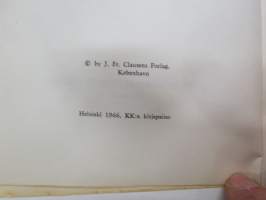 © by J. Fr. Clausens Forlag,
København
Helsinki 1966, KK:n kirjapaino